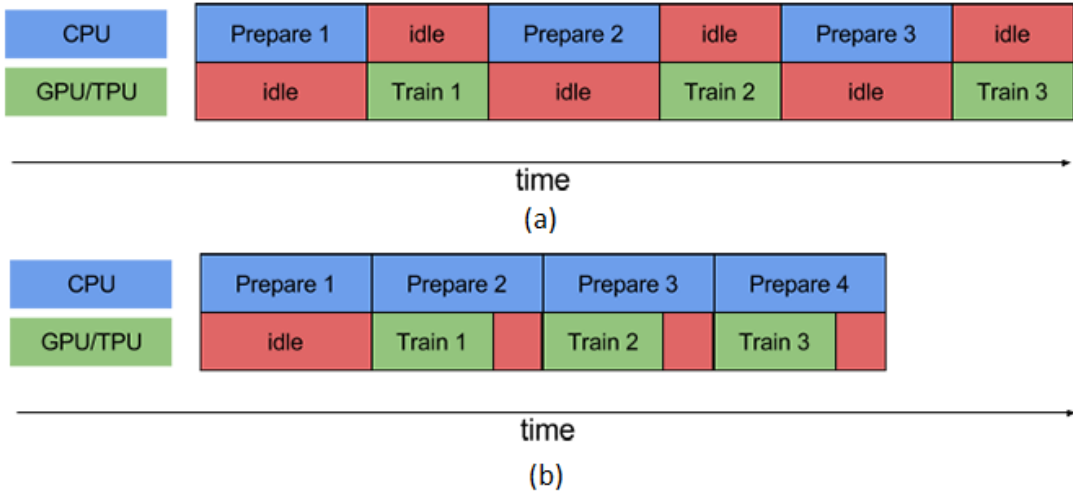 CPU Prepare 1 idle Prepare 2 idle Prepare 3 idle
GPU/TPU idle Train 1 idle Train 2 idle Train 3
time
(a)
CPU Prepare 1 Prepare 2 Prepare 3 Prepare 4
GPU/TPU idle Train 1 Train 2 Train 3
time
(b)